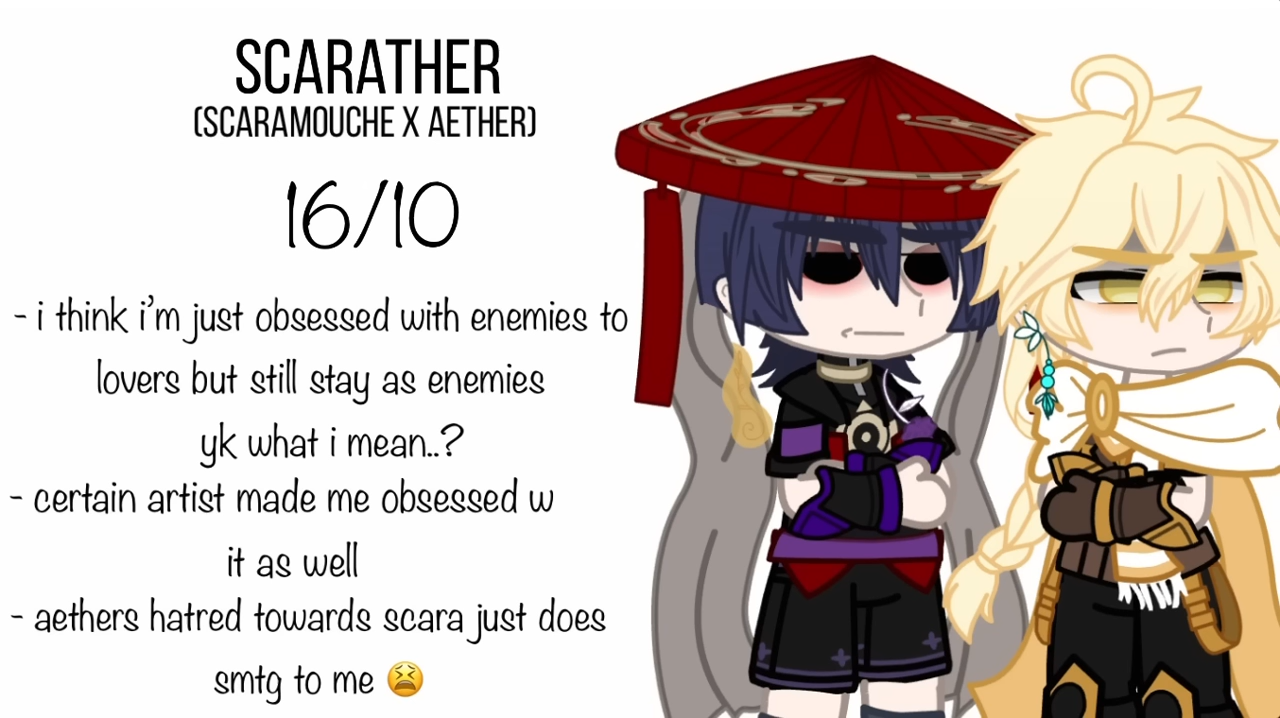 SCARATHER
(SCARAMOUCHE X AETHER)
16/10
- i think i'm just obsessed with enemies to
lovers but still stay as enemies
yk what i mean..?
- certain artist made me obsessed w
it as well
- aethers hatred towards scara just does
smtg to me 😫